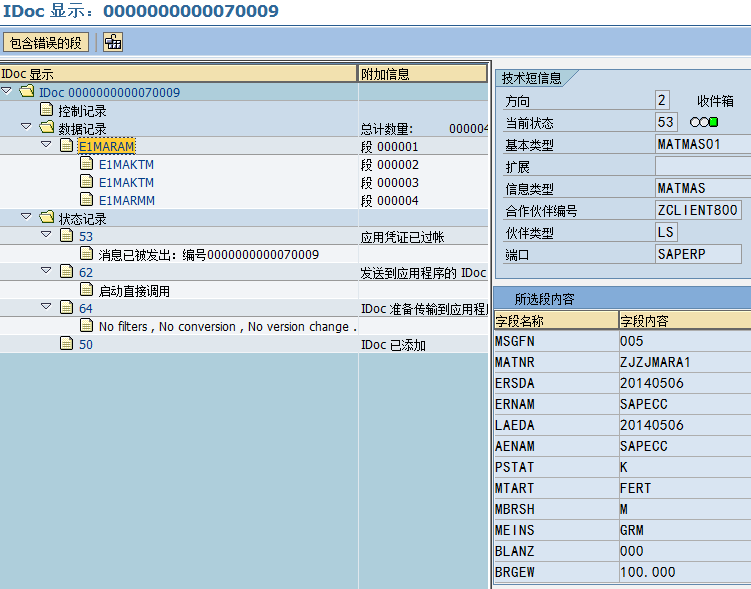 IDoc 显示：0000000000070009
包含错误的段
IDoc 显示 附加信息
IDoc 0000000000070009
控制记录
数据记录 总计数量: 000004
E1MARAM 段 000001
E1MAKTM 段 000002
E1MAKTM 段 000003
E1MARMM 段 000004
状态记录
53 应用凭证已过帐
消息已被发出：编号0000000000070009
62 发送到应用程序的 IDoc
启动直接调用
64 IDoc 准备传输到应用程
No filters , No conversion , No version change .
50 IDoc 已添加
技术短信息
方向 2 收件箱
当前状态 53
基本类型 MATMAS01
扩展
信息类型 MATMAS
合作伙伴编号 ZCLIENT800
伙伴类型 LS
端口 SAPERP
所选段内容
字段名称 字段内容
MSGFN 005
MATNR ZJZJMARA1
ERSDA 20140506
ERNAM SAPECC
LAEDA 20140506
AENAM SAPECC
PSTAT K
MTART FERT
MBRSH M
MEINS GRM
BLANZ 000
BRGEW 100.000